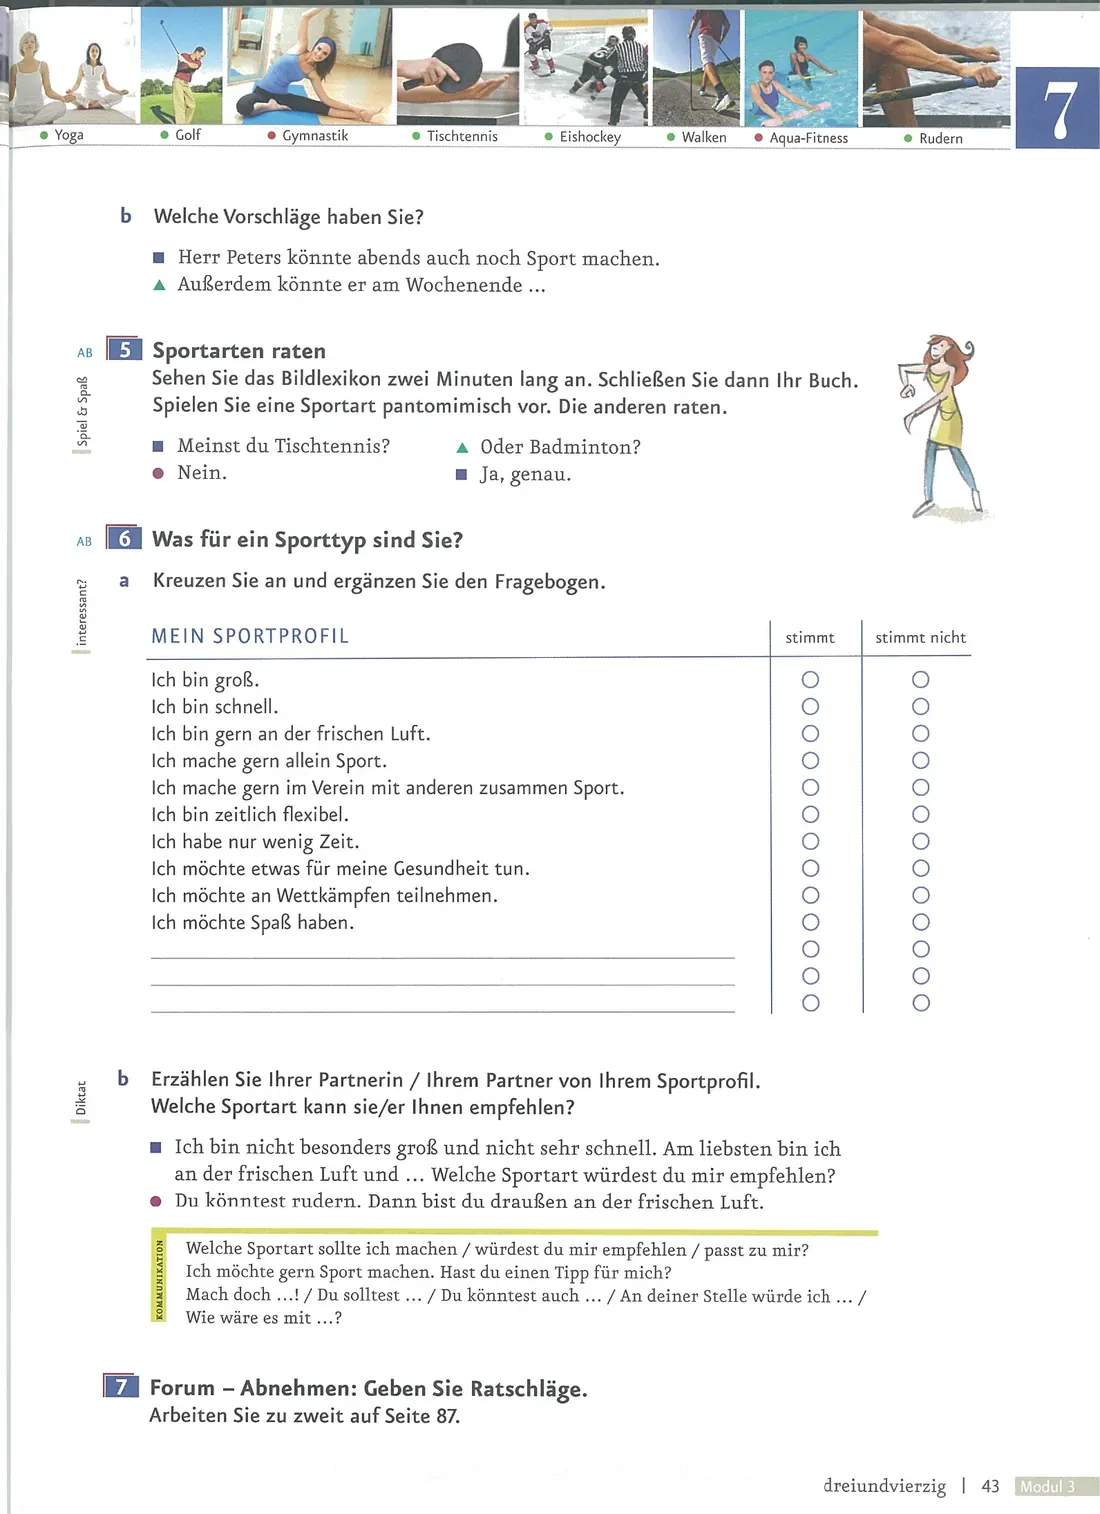 Yoga Golf Gymnastik Tischtennis Eishockey Walken Aqua-Fitness Rudern
7
b Welche Vorschläge haben Sie?
Herr Peters könnte abends auch noch Sport machen.
Außerdem könnte er am Wochenende ...
AB 5 Sportarten raten
Spiel & Spaß
Sehen Sie das Bildlexikon zwei Minuten lang an. Schließen Sie dann Ihr Buch.
Spielen Sie eine Sportart pantomimisch vor. Die anderen raten.
Meinst du Tischtennis? Oder Badminton?
Nein. Ja, genau.
AB 6 Was für ein Sporttyp sind Sie?
interessant?
a Kreuzen Sie an und ergänzen Sie den Fragebogen.
MEIN SPORTPROFIL stimmt stimmt nicht
Ich bin groß.
Ich bin schnell.
Ich bin gern an der frischen Luft.
Ich mache gern allein Sport.
Ich mache gern im Verein mit anderen zusammen Sport.
Ich bin zeitlich flexibel.
Ich habe nur wenig Zeit.
Ich möchte etwas für meine Gesundheit tun.
Ich möchte an Wettkämpfen teilnehmen.
Ich möchte Spaß haben.
Diktat
b Erzählen Sie Ihrer Partnerin / Ihrem Partner von Ihrem Sportprofil.
Welche Sportart kann sie/er Ihnen empfehlen?
Ich bin nicht besonders groß und nicht sehr schnell. Am liebsten bin ich
an der frischen Luft und ... Welche Sportart würdest du mir empfehlen?
Du könntest rudern. Dann bist du draußen an der frischen Luft.
KOMMUNIKATION
Welche Sportart sollte ich machen / würdest du mir empfehlen / passt zu mir?
Ich möchte gern Sport machen. Hast du einen Tipp für mich?
Mach doch ...! / Du solltest ... / Du könntest auch ... / An deiner Stelle würde ich ... /
Wie wäre es mit ...?
7 Forum – Abnehmen: Geben Sie Ratschläge.
Arbeiten Sie zu zweit auf Seite 87.
dreiundvierzig | 43 Modul 3